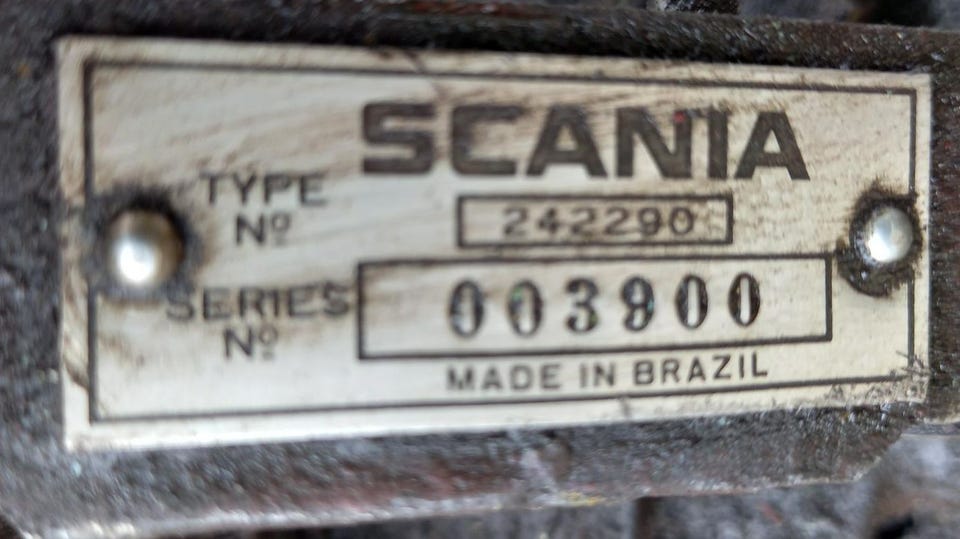 SCANIA
TYPE
Nº 242290
SERIES
Nº 003900
MADE IN BRAZIL